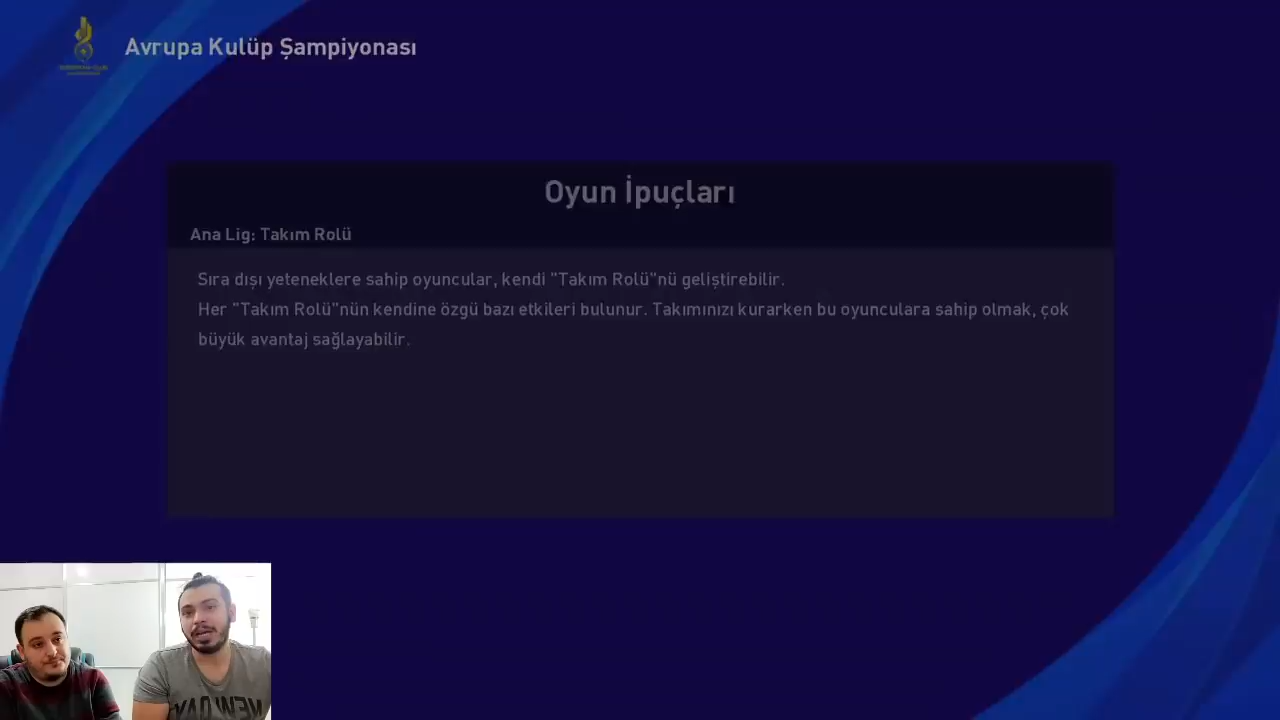 Avrupa Kulüp Şampiyonası
Oyun İpuçları
Ana Lig: Takım Rolü
Sıra dışı yeteneklere sahip oyuncular, kendi "Takım Rolü"nü geliştirebilir.
Her "Takım Rolü"nün kendine özgü bazı etkileri bulunur. Takımınızı kurarken bu oyunculara sahip olmak, çok
büyük avantaj sağlayabilir.